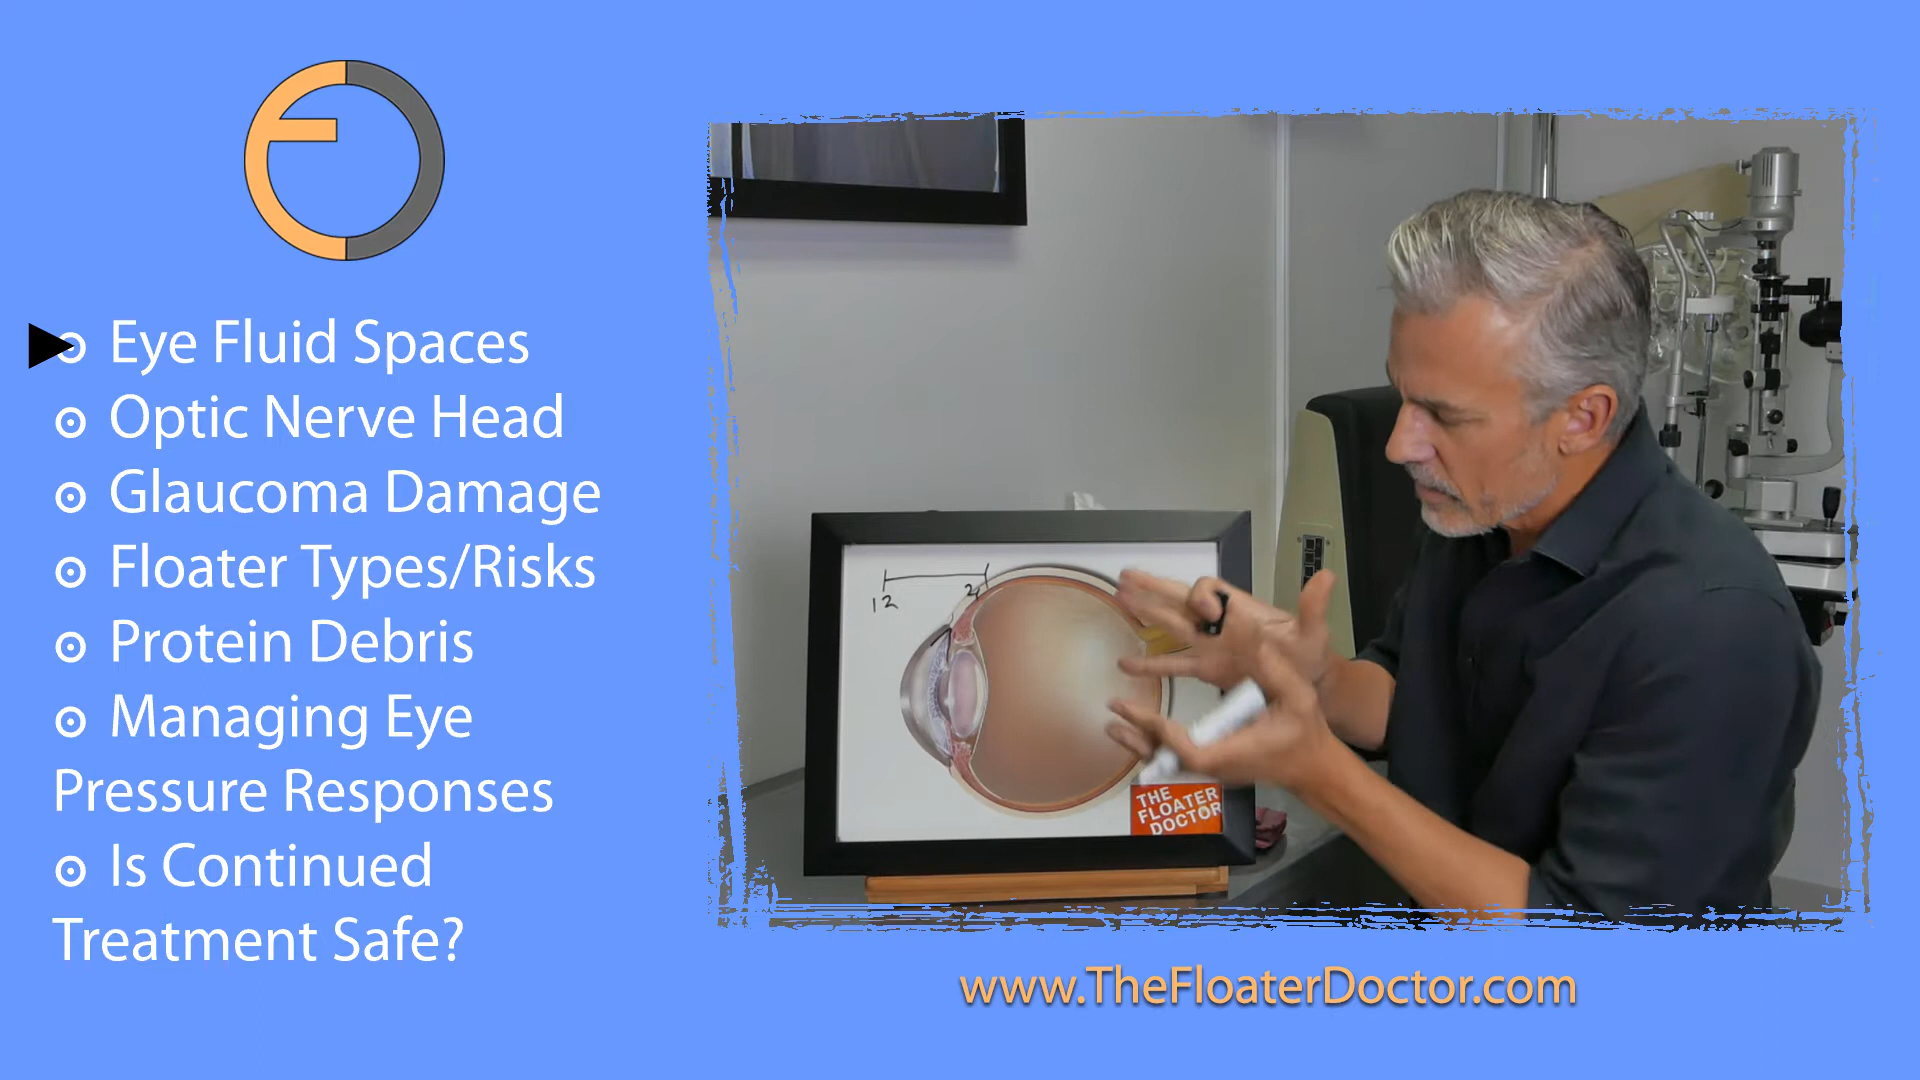 Eye Fluid Spaces
Optic Nerve Head
Glaucoma Damage
Floater Types/Risks
Protein Debris
Managing Eye
Pressure Responses
Is Continued
Treatment Safe?
12
THE
FLOATER
DOCTOR
www.TheFloaterDoctor.com